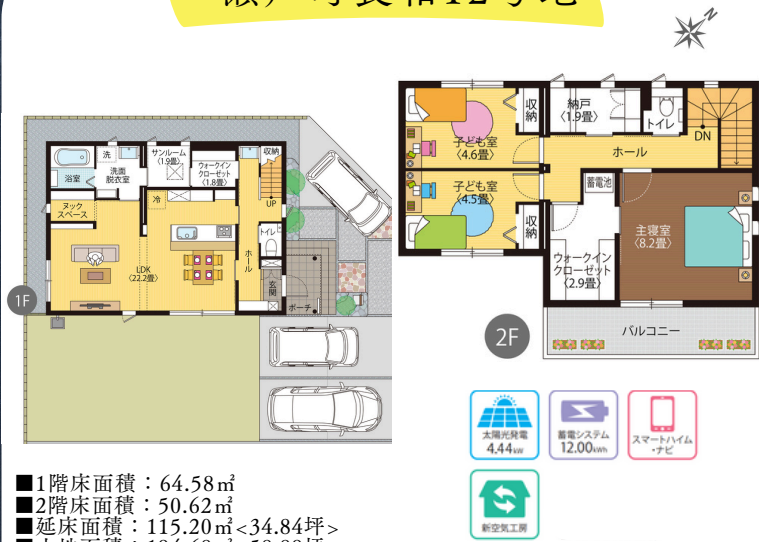 町長和12号地
N
1F
浴室
洗
洗面
脱衣室
サンルーム
〈1.9畳〉
ウォークイン
クローゼット
〈1.8畳〉
収納
UP
ヌック
スペース
冷
トイレ
LDK
〈22.2畳〉
ホール
玄関
ポーチ
2F
子ども室
〈4.6畳〉
収納
納戸
〈1.9畳〉
トイレ
DN
ホール
子ども室
〈4.5畳〉
収納
蓄電池
ウォークイン
クローゼット
〈2.9畳〉
主寝室
〈8.2畳〉
バルコニー
太陽光発電
4.44kw
蓄電システム
12.00kwh
スマートハイム
・ナビ
新空気工房
■1階床面積：64.58㎡
■2階床面積：50.62㎡
■延床面積：115.20㎡<34.84坪>